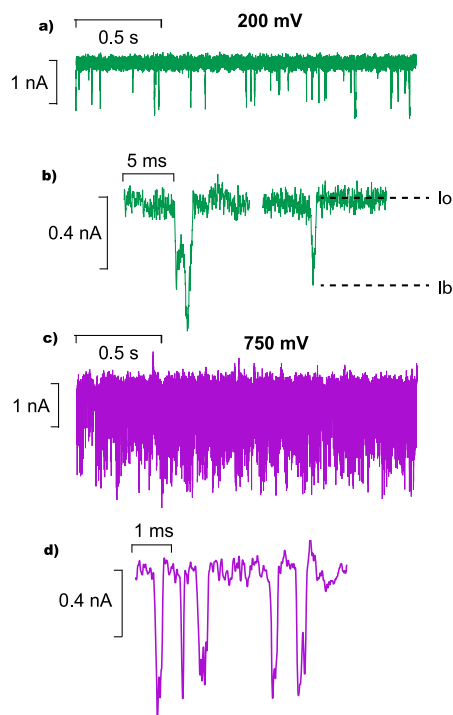 a)
200 mV
0.5 s
1 nA
b)
5 ms
Io
0.4 nA
Ib
c)
750 mV
0.5 s
1 nA
d)
1 ms
0.4 nA